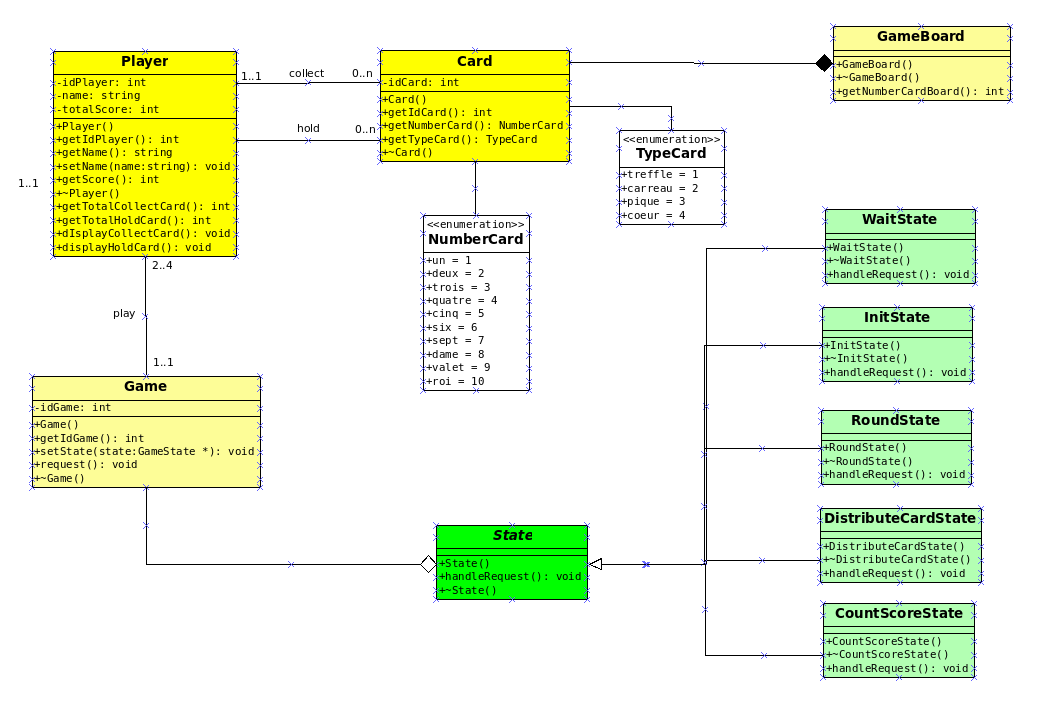 Player
-idPlayer: int
-name: string
-totalScore: int
+Player()
+getIdPlayer(): int
+getName(): string
+setName(name:string): void
+getScore(): int
+~Player()
+getTotalCollectCard(): int
+getTotalHoldCard(): int
+dIsplayCollectCard(): void
+displayHoldCard(): void
1..1
1..1
collect
0..n
hold
0..n
Card
-idCard: int
+Card()
+getIdCard(): int
+getNumberCard(): NumberCard
+getTypeCard(): TypeCard
+~Card()
GameBoard
+GameBoard()
+~GameBoard()
+getNumberCardBoard(): int
<<enumeration>>
TypeCard
+treffle = 1
+carreau = 2
+pique = 3
+coeur = 4
<<enumeration>>
NumberCard
+un = 1
+deux = 2
+trois = 3
+quatre = 4
+cinq = 5
+six = 6
+sept = 7
+dame = 8
+valet = 9
+roi = 10
2..4
play
1..1
Game
-idGame: int
+Game()
+getIdGame(): int
+setState(state:GameState *): void
+request(): void
+~Game()
State
+State()
+handleRequest(): void
+~State()
WaitState
+WaitState()
+~WaitState()
+handleRequest(): void
InitState
+InitState()
+~InitState()
+handleRequest(): void
RoundState
+RoundState()
+~RoundState()
+handleRequest(): void
DistributeCardState
+DistributeCardState()
+~DistributeCardState()
+handleRequest(): void
CountScoreState
+CountScoreState()
+~CountScoreState()
+handleRequest(): void